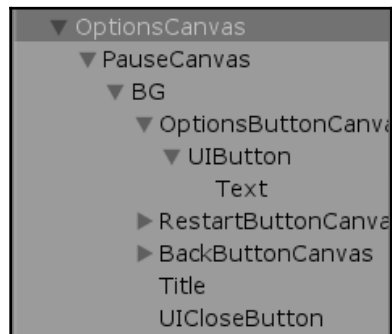 OptionsCanvas
PauseCanvas
BG
OptionsButtonCanva
UIButton
Text
RestartButtonCanva
BackButtonCanvas
Title
UICloseButton